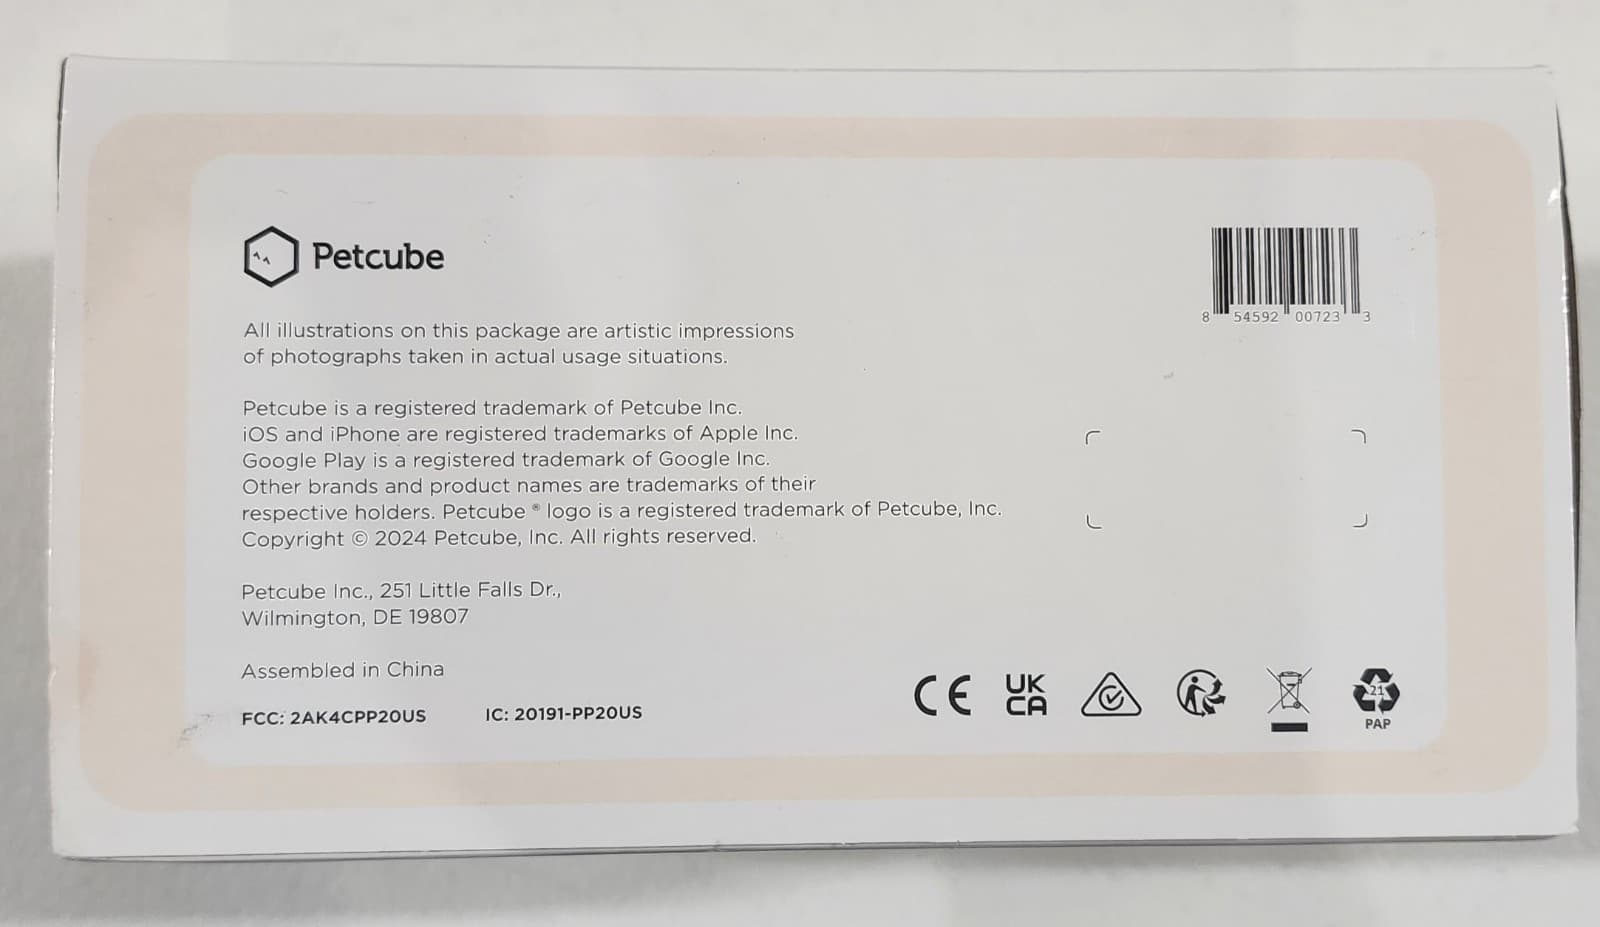 Petcube
All illustrations on this package are artistic impressions
of photographs taken in actual usage situations.
Petcube is a registered trademark of Petcube Inc.
iOS and iPhone are registered trademarks of Apple Inc.
Google Play is a registered trademark of Google Inc.
Other brands and product names are trademarks of their
respective holders. Petcube ® logo is a registered trademark of Petcube, Inc.
Copyright © 2024 Petcube, Inc. All rights reserved.
Petcube Inc., 251 Little Falls Dr.,
Wilmington, DE 19807
Assembled in China
FCC: 2AK4CPP20US IC: 20191-PP20US
8 54592 00723 3
CE
UK
CA
21
PAP